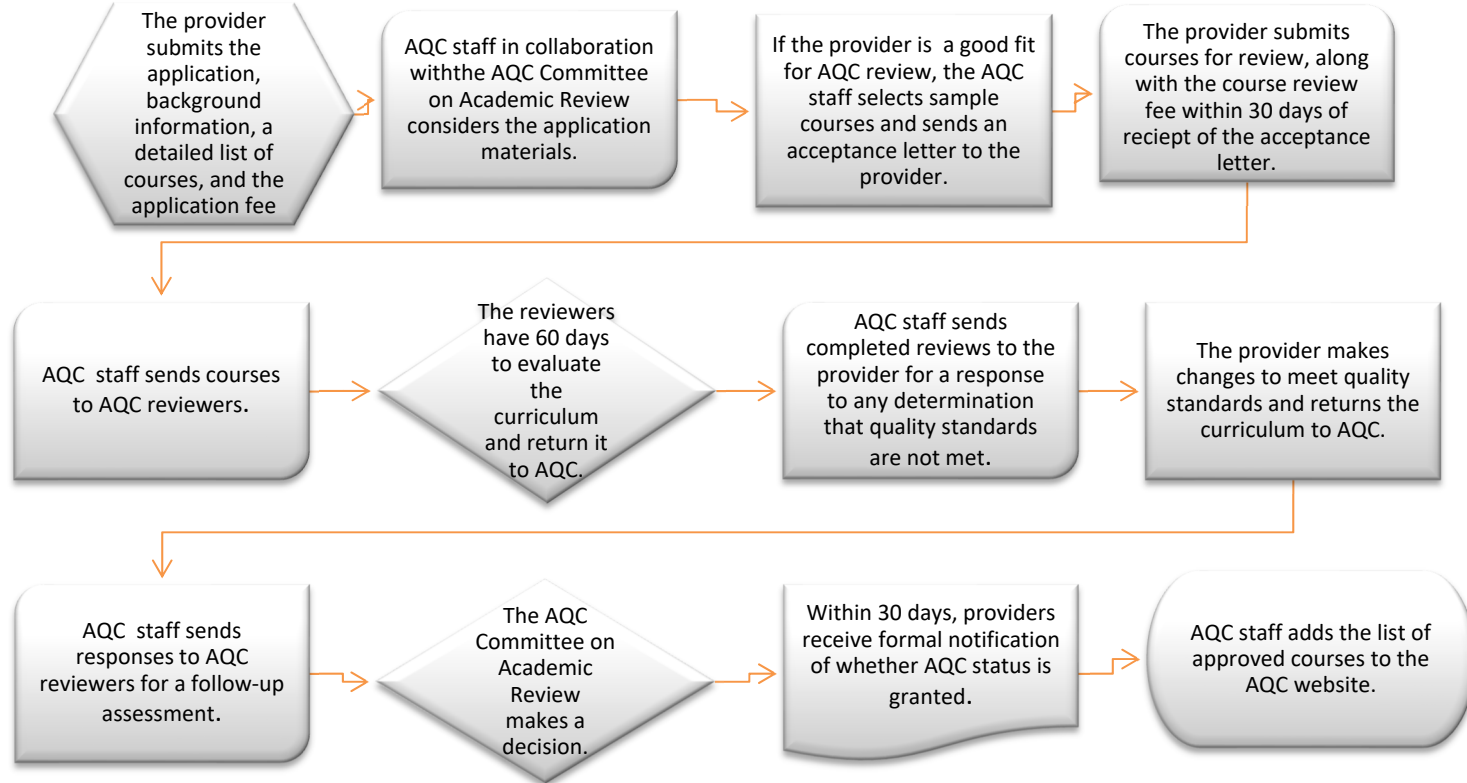 The provider
submits the
application,
background
information, a
detailed list of
courses, and the
application fee
AQC staff in collaboration
withthe AQC Committee
on Academic Review
considers the application
materials.
If the provider is a good fit
for AQC review, the AQC
staff selects sample
courses and sends an
acceptance letter to the
provider.
The provider submits
courses for review, along
with the course review
fee within 30 days of
reciept of the acceptance
letter.
AQC staff sends courses
to AQC reviewers.
The reviewers
have 60 days
to evaluate
the
curriculum
and return it
to AQC.
AQC staff sends
completed reviews to the
provider for a response
to any determination
that quality standards
are not met.
The provider makes
changes to meet quality
standards and returns the
curriculum to AQC.
AQC staff sends
responses to AQC
reviewers for a follow-up
assessment.
The AQC
Committee on
Academic
Review
makes a
decision.
Within 30 days, providers
receive formal notification
of whether AQC status is
granted.
AQC staff adds the list of
approved courses to the
AQC website.